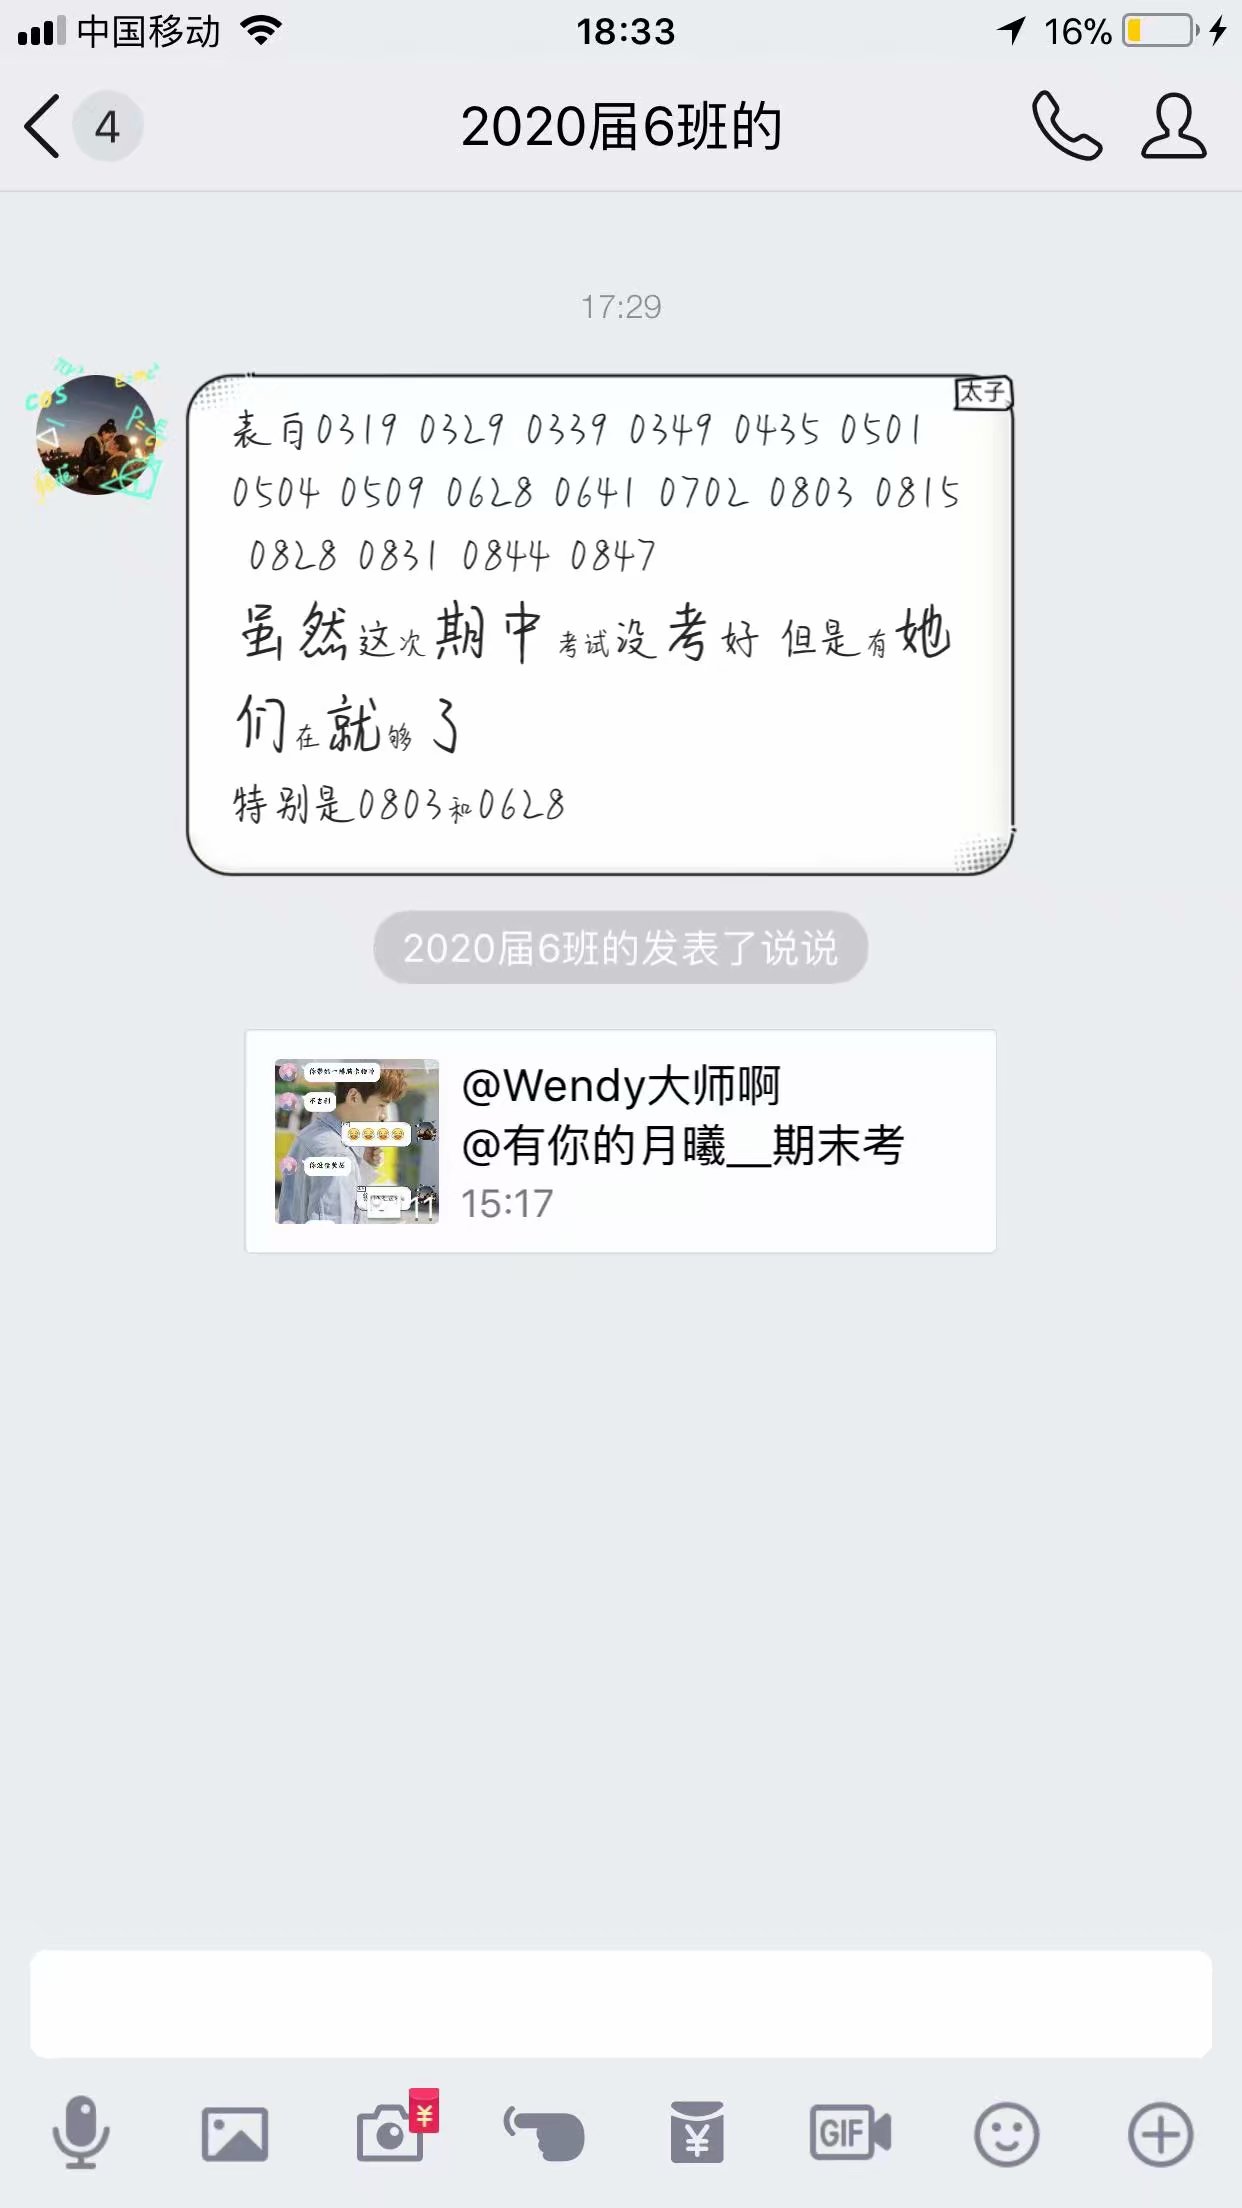 中国移动
18:33
16%
4
2020届6班的
17:29
太子
表白0319 0329 0339 0349 0435 0501
0504 0509 0628 0641 0702 0803 0815
0828 0831 0844 0847
虽然这次期中考试没考好 但是有她
们在就够了
特别是0803和0628
2020届6班的发表了说说
@Wendy大师啊
@有你的月曦__期末考
15:17
不吉利
11
¥
¥
GIF